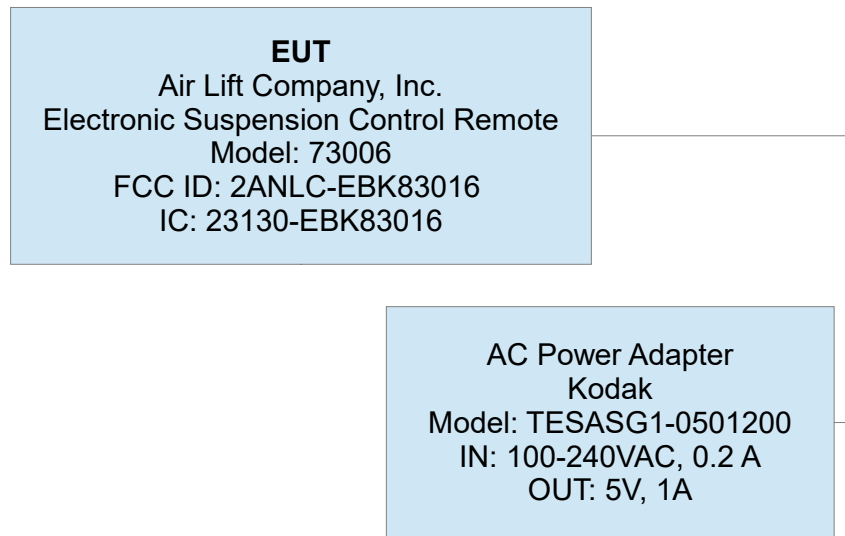 EUT
Air Lift Company, Inc.
Electronic Suspension Control Remote
Model: 73006
FCC ID: 2ANLC-EBK83016
IC: 23130-EBK83016
AC Power Adapter
Kodak
Model: TESASG1-0501200
IN: 100-240VAC, 0.2 A
OUT: 5V, 1A